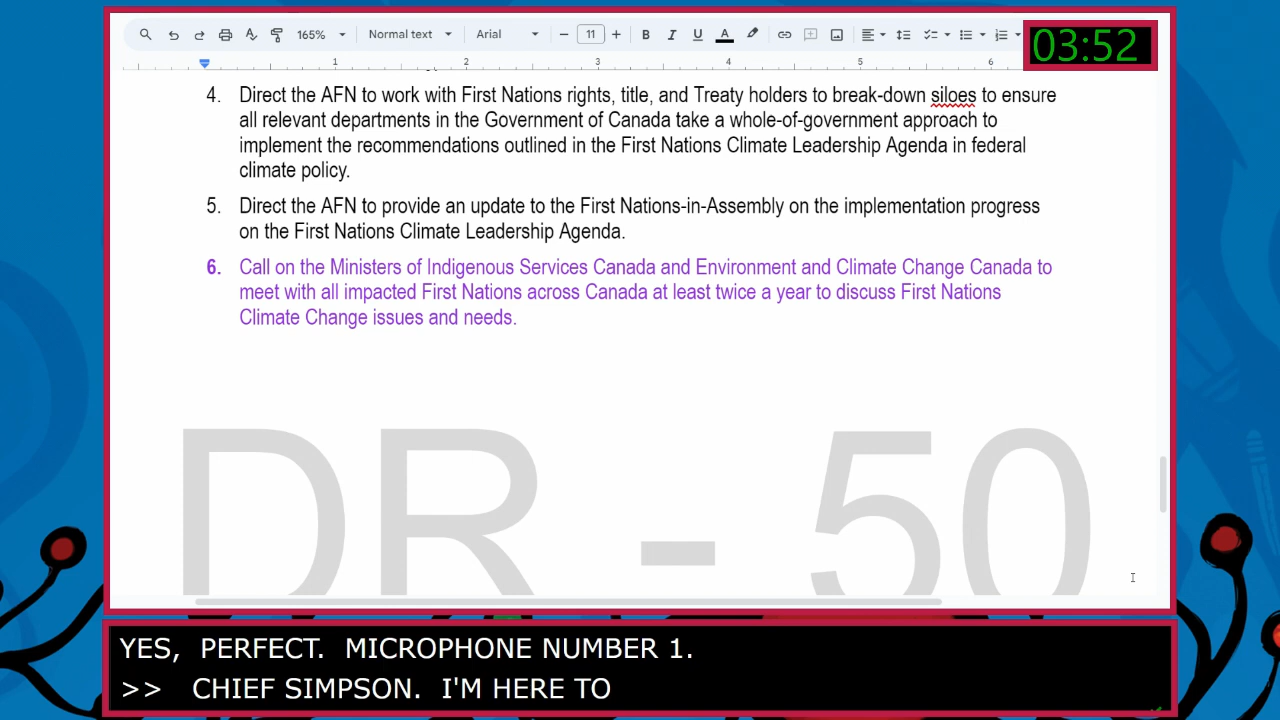 165% Normal text Arial 11 B I U A
03:52
1 2 3 4 5 6
4. Direct the AFN to work with First Nations rights, title, and Treaty holders to break-down siloes to ensure
all relevant departments in the Government of Canada take a whole-of-government approach to
implement the recommendations outlined in the First Nations Climate Leadership Agenda in federal
climate policy.
5. Direct the AFN to provide an update to the First Nations-in-Assembly on the implementation progress
on the First Nations Climate Leadership Agenda.
6. Call on the Ministers of Indigenous Services Canada and Environment and Climate Change Canada to
meet with all impacted First Nations across Canada at least twice a year to discuss First Nations
Climate Change issues and needs.
DR - 50
YES, PERFECT. MICROPHONE NUMBER 1.
>> CHIEF SIMPSON. I'M HERE TO